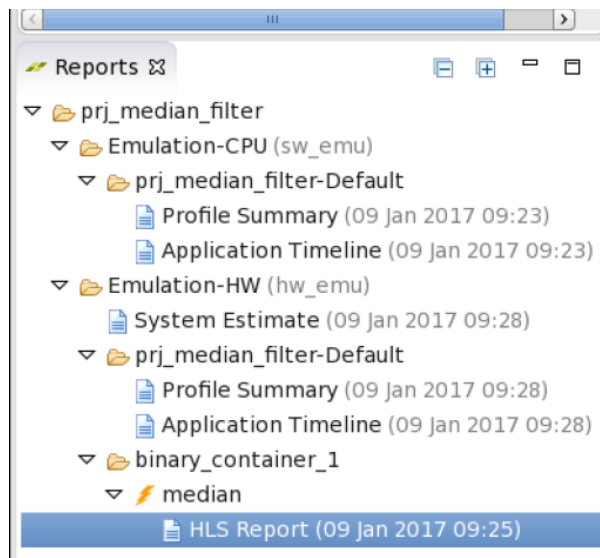 Reports
prj_median_filter
Emulation-CPU (sw_emu)
prj_median_filter-Default
Profile Summary (09 Jan 2017 09:23)
Application Timeline (09 Jan 2017 09:23)
Emulation-HW (hw_emu)
System Estimate (09 Jan 2017 09:28)
prj_median_filter-Default
Profile Summary (09 Jan 2017 09:28)
Application Timeline (09 Jan 2017 09:28)
binary_container_1
median
HLS Report (09 Jan 2017 09:25)